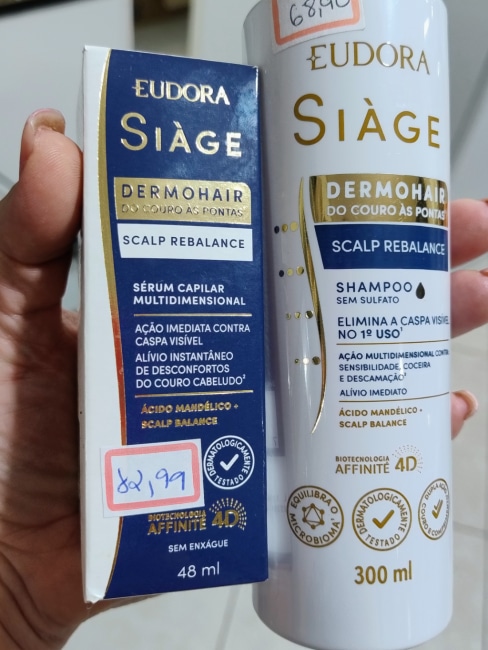 EUDORA
SIÀGE
DERMOHAIR
DO COURO ÀS PONTAS
SCALP REBALANCE
SÉRUM CAPILAR
MULTIDIMENSIONAL
AÇÃO IMEDIATA CONTRA
CASPA VISÍVEL
ALÍVIO INSTANTÂNEO
DE DESCONFORTOS
DO COURO CABELUDO²
ÁCIDO MANDÉLICO +
SCALP BALANCE
DERMATOLOGICAMENTE
TESTADO
82,99
BIOTECNOLOGIA
AFFINITÉ 4D
SEM ENXÁGUE
48 ml
68,90
EUDORA
SIÀGE
DERMOHAIR
DO COURO ÀS PONTAS
SCALP REBALANCE
SHAMPOO
SEM SULFATO
ELIMINA A CASPA VISÍVEL
NO 1º USO¹
AÇÃO MULTIDIMENSIONAL CONTRA
SENSIBILIDADE, COCEIRA
E DESCAMAÇÃO²
ALÍVIO IMEDIATO
ÁCIDO MANDÉLICO +
SCALP BALANCE
BIOTECNOLOGIA
AFFINITÉ 4D
EQUILIBRA O
MICROBIOMA
DERMATOLOGICAMENTE
TESTADO
300 ml